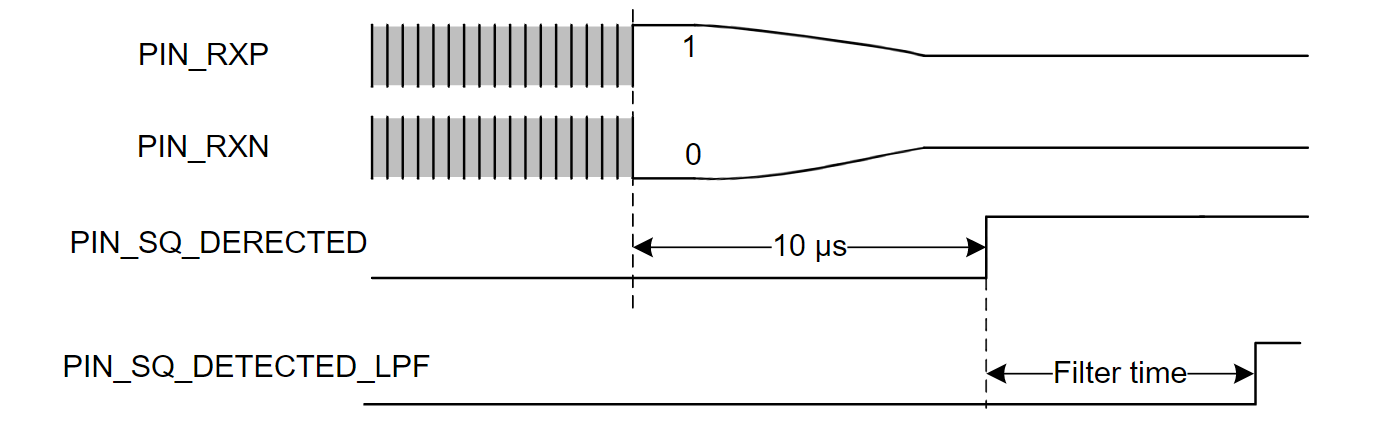 PIN_RXP
1
PIN_RXN
0
PIN_SQ_DERECTED
10 µs
PIN_SQ_DETECTED_LPF
Filter time